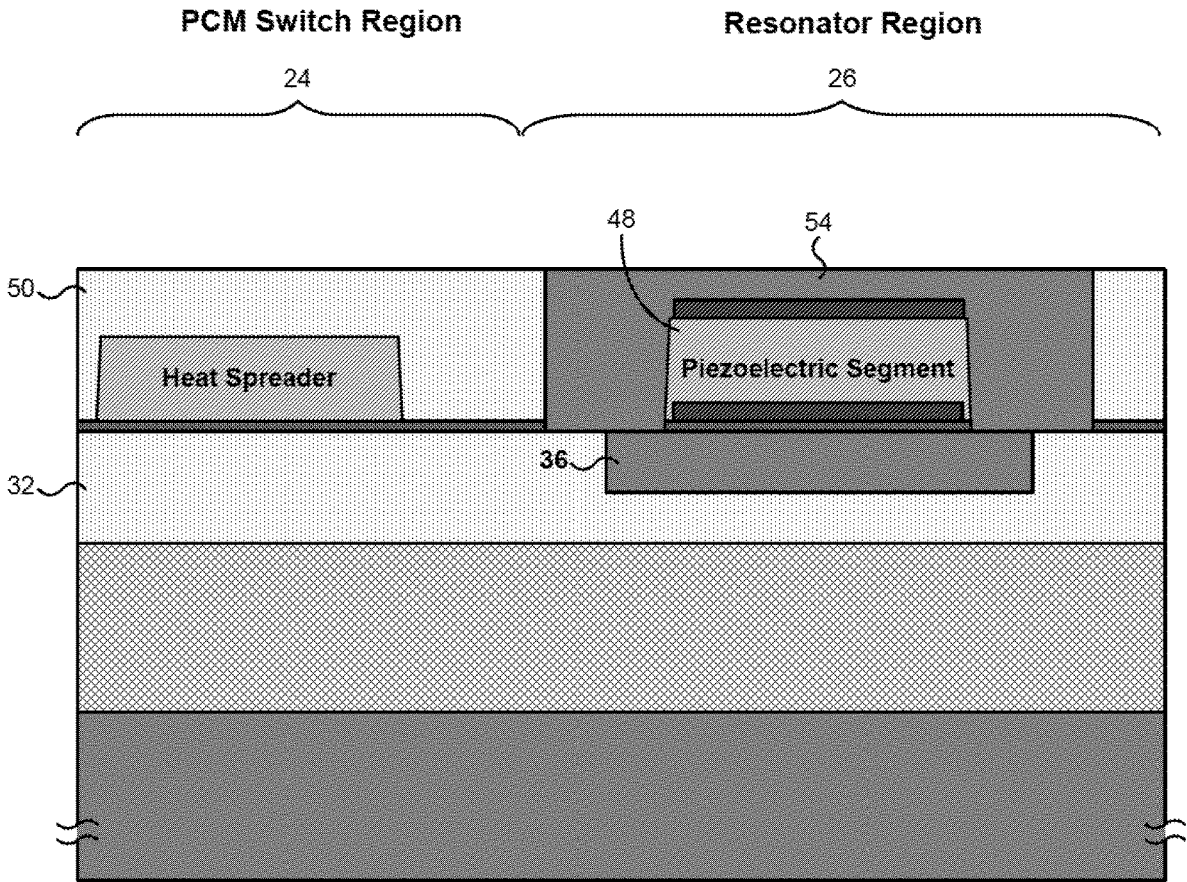 PCM Switch Region
Resonator Region
24
26
48
54
50
Heat Spreader
Piezoelectric Segment
36
32